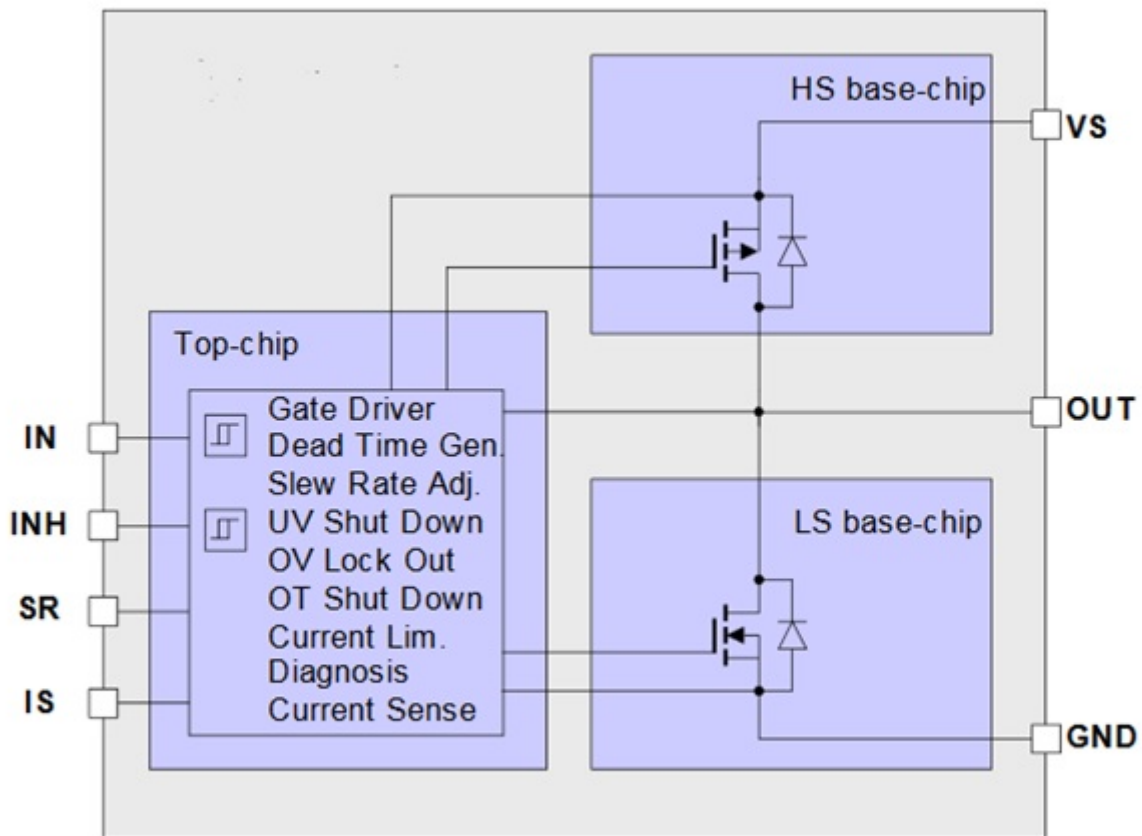 HS base-chip
VS
Top-chip
Gate Driver
OUT
IN
Dead Time Gen.
Slew Rate Adj.
INH
UV Shut Down
LS base-chip
OV Lock Out
SR
OT Shut Down
Current Lim.
Diagnosis
IS
Current Sense
GND